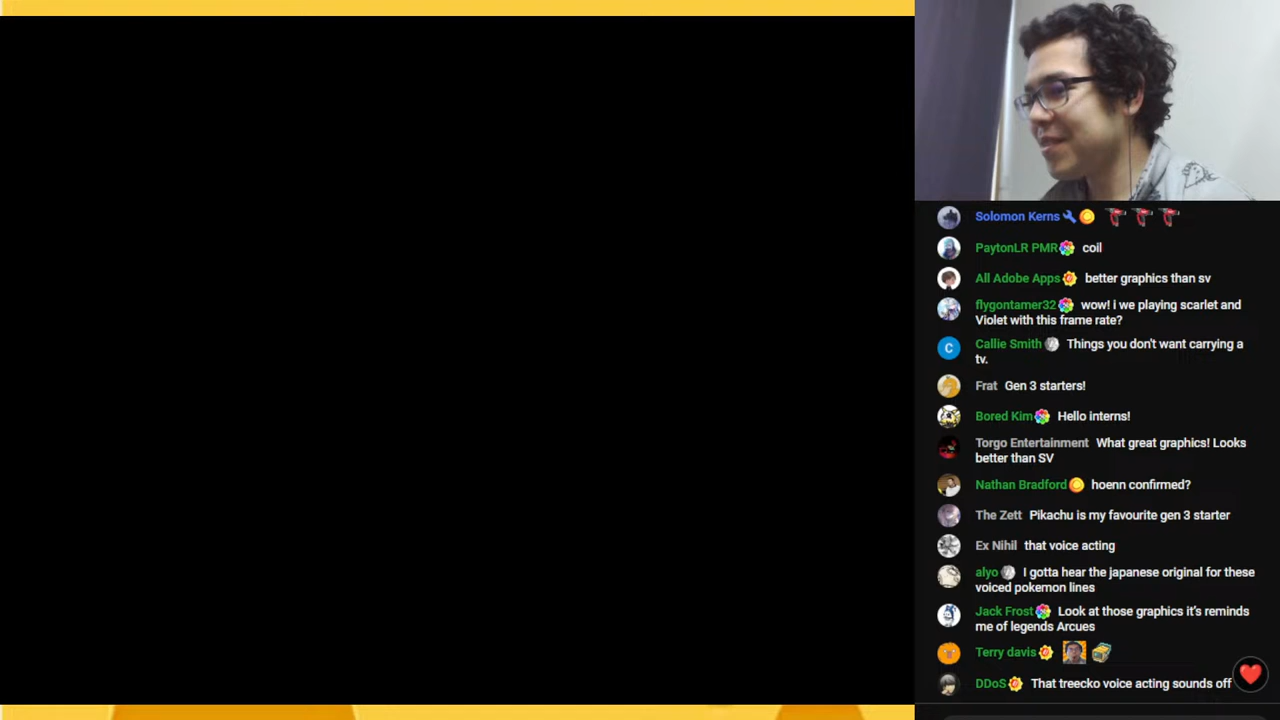 Solomon Kerns
PaytonLR PMR coil
All Adobe Apps better graphics than sv
flygontamer32 wow! i we playing scarlet and
Violet with this frame rate?
C Callie Smith Things you don't want carrying a
tv.
Frat Gen 3 starters!
Bored Kim Hello interns!
Torgo Entertainment What great graphics! Looks
better than SV
Nathan Bradford hoenn confirmed?
The Zett Pikachu is my favourite gen 3 starter
Ex Nihil that voice acting
alyo I gotta hear the japanese original for these
voiced pokemon lines
Jack Frost Look at those graphics it's reminds
me of legends Arcues
Terry davis
DDoS That treecko voice acting sounds off